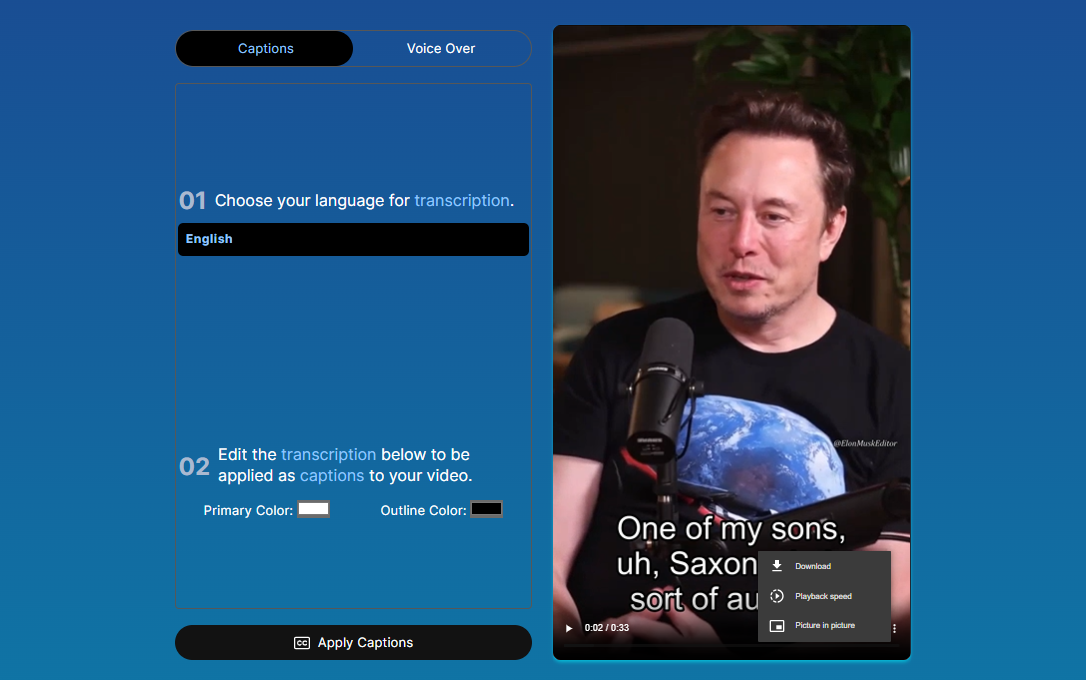 Captions
Voice Over
01 Choose your language for transcription.
English
02 Edit the transcription below to be
applied as captions to your video.
Primary Color:
Outline Color:
CC Apply Captions
@ElonMuskEditor
One of my sons,
uh, Saxon
sort of au
Download
Playback speed
Picture in picture
0:02 / 0:33